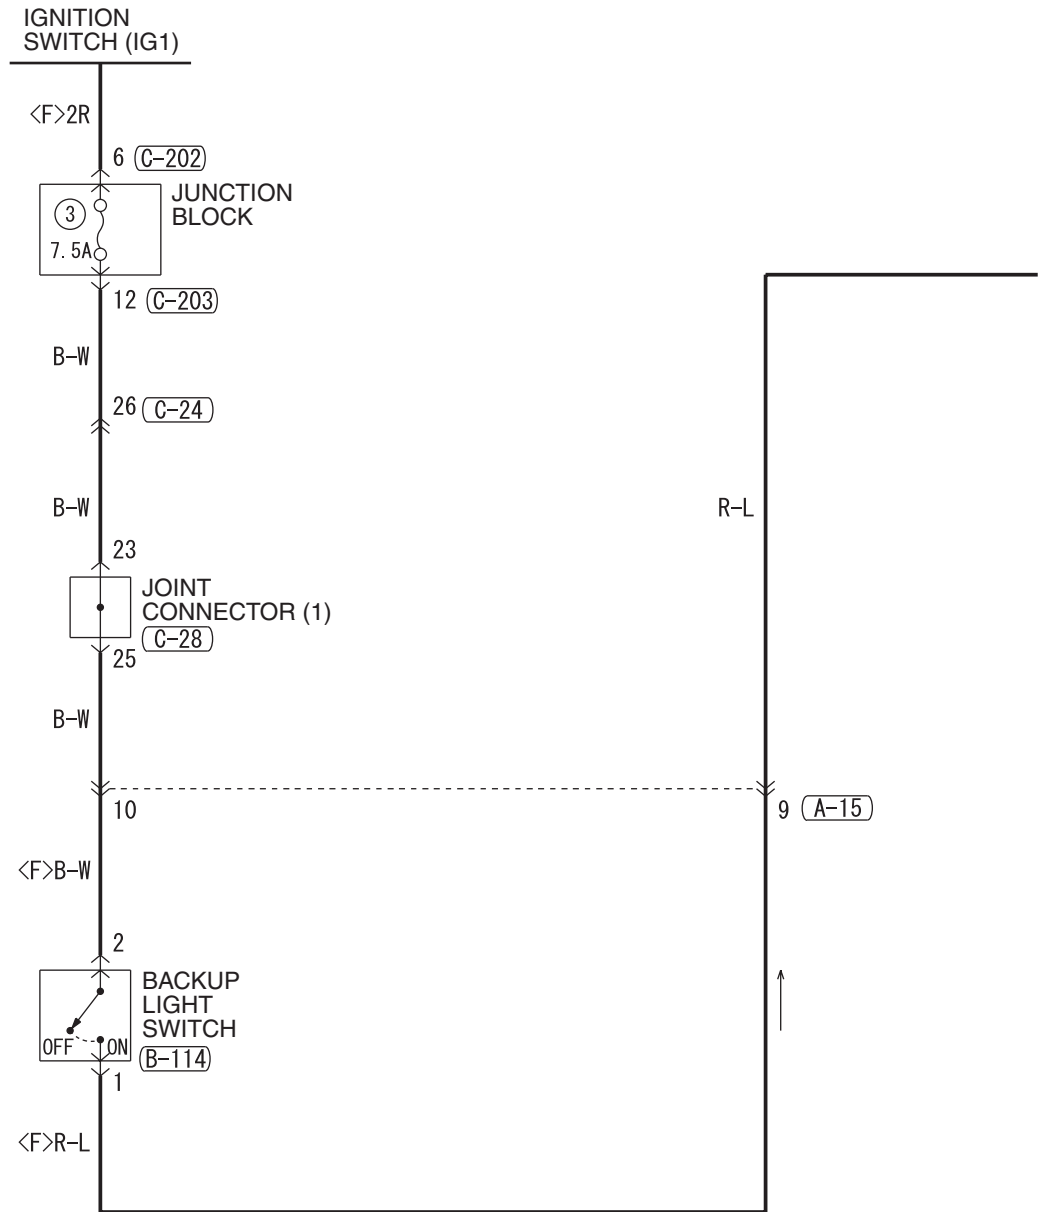 IGNITION
SWITCH (IG1)
<F>2R
6 C-202
JUNCTION
BLOCK
3
7.5A
12 C-203
B-W
26 C-24
B-W
R-L
23
JOINT
CONNECTOR (1)
C-28
25
B-W
10
9 A-15
<F>B-W
2
BACKUP
LIGHT
SWITCH
OFF ON
B-114
1
<F>R-L